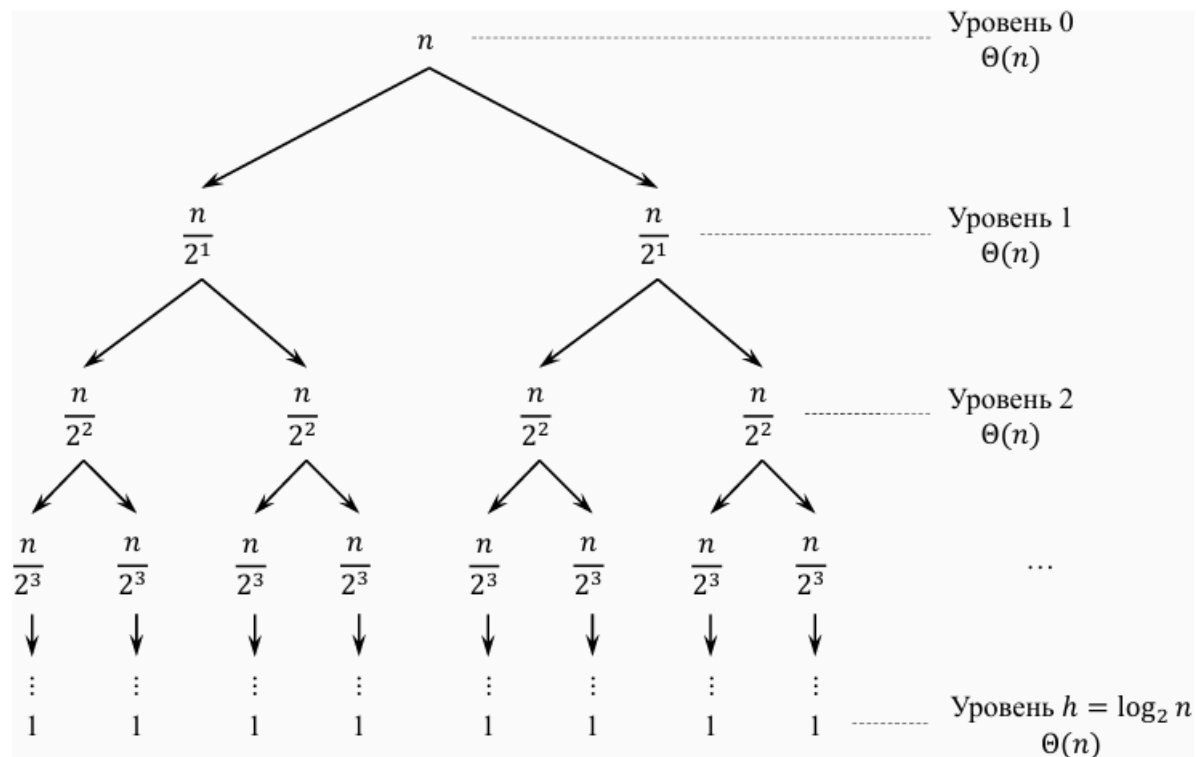 n
Уровень 0
Θ(n)
n/2¹ n/2¹
Уровень 1
Θ(n)
n/2² n/2² n/2² n/2²
Уровень 2
Θ(n)
n/2³ n/2³ n/2³ n/2³ n/2³ n/2³ n/2³ n/2³ ...
⋮ ⋮ ⋮ ⋮ ⋮ ⋮ ⋮ ⋮
1 1 1 1 1 1 1 1
Уровень h = log₂ n
Θ(n)